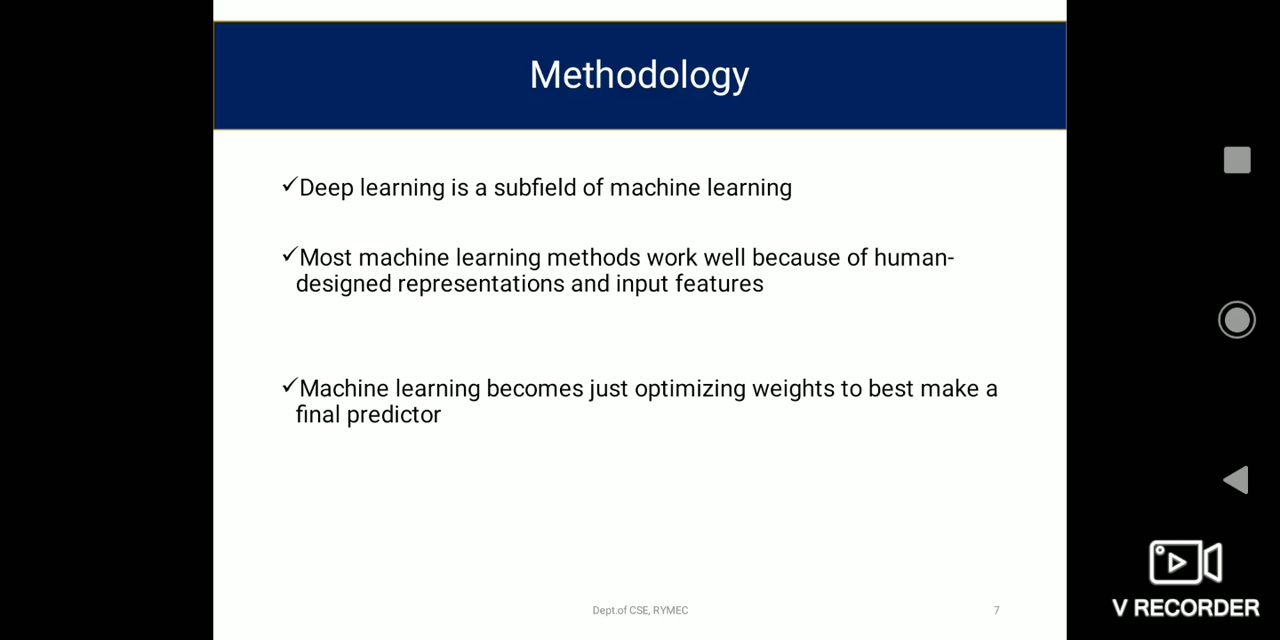 Methodology
✓Deep learning is a subfield of machine learning
✓Most machine learning methods work well because of human-
designed representations and input features
✓Machine learning becomes just optimizing weights to best make a
final predictor
Dept.of CSE, RYMEC
7
V RECORDER